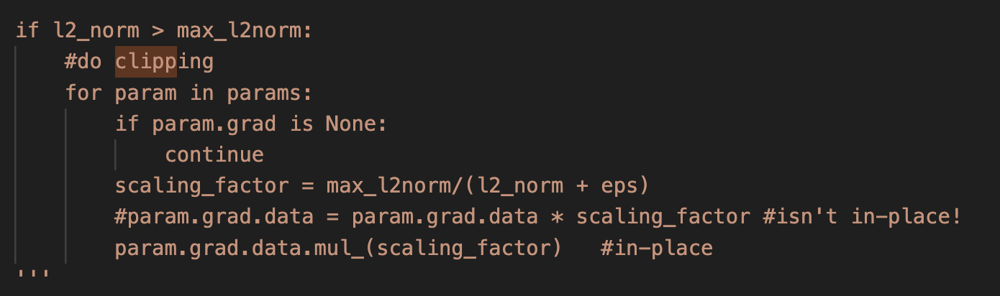 if l2_norm > max_l2norm:
    #do clipping
    for param in params:
        if param.grad is None:
            continue
        scaling_factor = max_l2norm/(l2_norm + eps)
        #param.grad.data = param.grad.data * scaling_factor #isn't in-place!
        param.grad.data.mul_(scaling_factor)   #in-place
'''